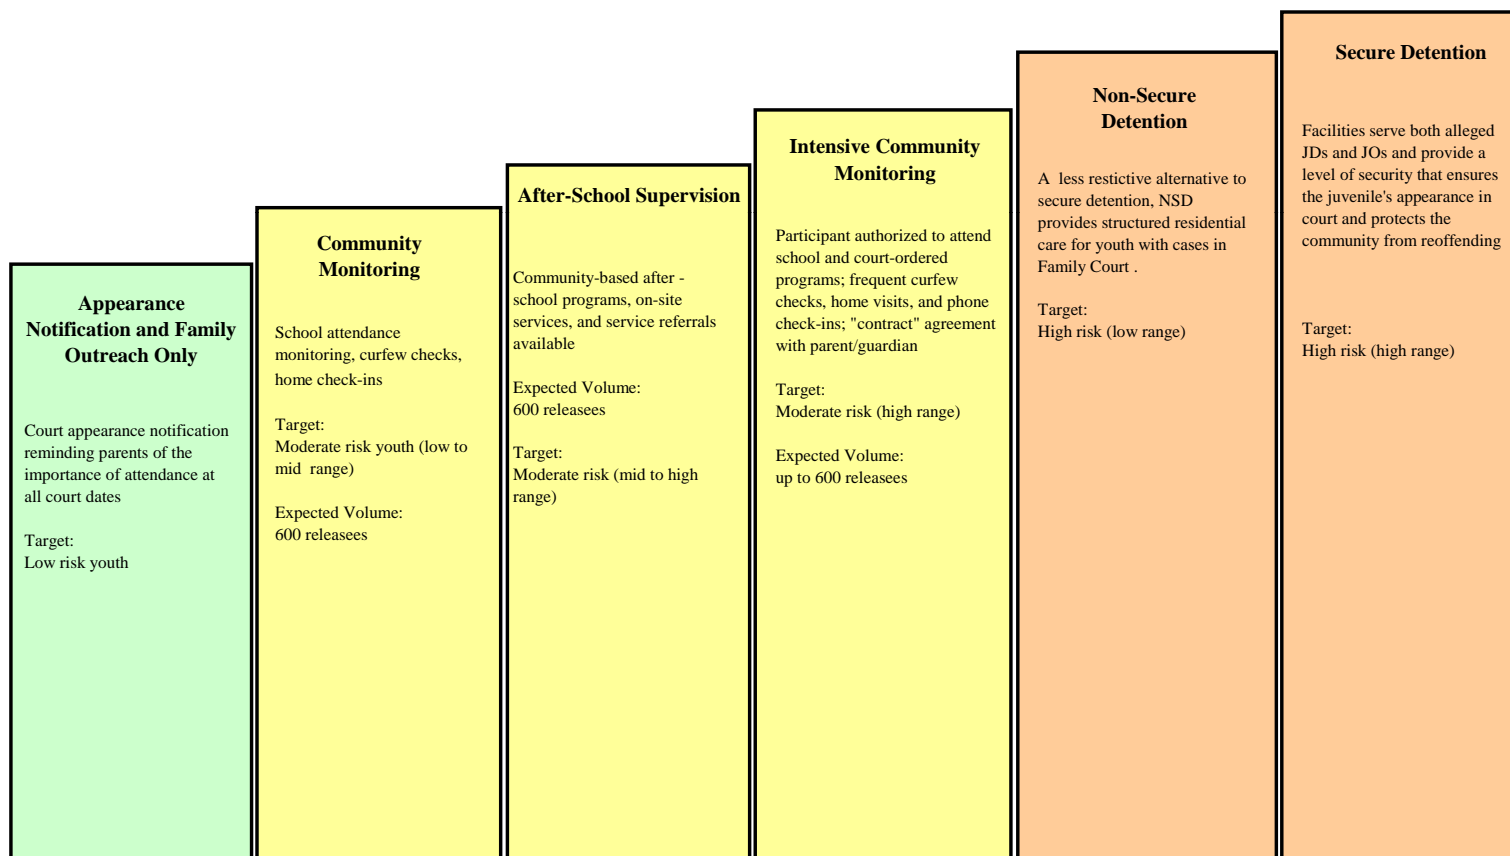 Appearance
Notification and Family
Outreach Only
Court appearance notification
reminding parents of the
importance of attendance at
all court dates
Target:
Low risk youth
Community
Monitoring
School attendance
monitoring, curfew checks,
home check-ins
Target:
Moderate risk youth (low to
mid range)
Expected Volume:
600 releasees
After-School Supervision
Community-based after -
school programs, on-site
services, and service referrals
available
Expected Volume:
600 releasees
Target:
Moderate risk (mid to high
range)
Intensive Community
Monitoring
Participant authorized to attend
school and court-ordered
programs; frequent curfew
checks, home visits, and phone
check-ins; "contract" agreement
with parent/guardian
Target:
Moderate risk (high range)
Expected Volume:
up to 600 releasees
Non-Secure
Detention
A less restictive alternative to
secure detention, NSD
provides structured residential
care for youth with cases in
Family Court .
Target:
High risk (low range)
Secure Detention
Facilities serve both alleged
JDs and JOs and provide a
level of security that ensures
the juvenile's appearance in
court and protects the
community from reoffending
Target:
High risk (high range)